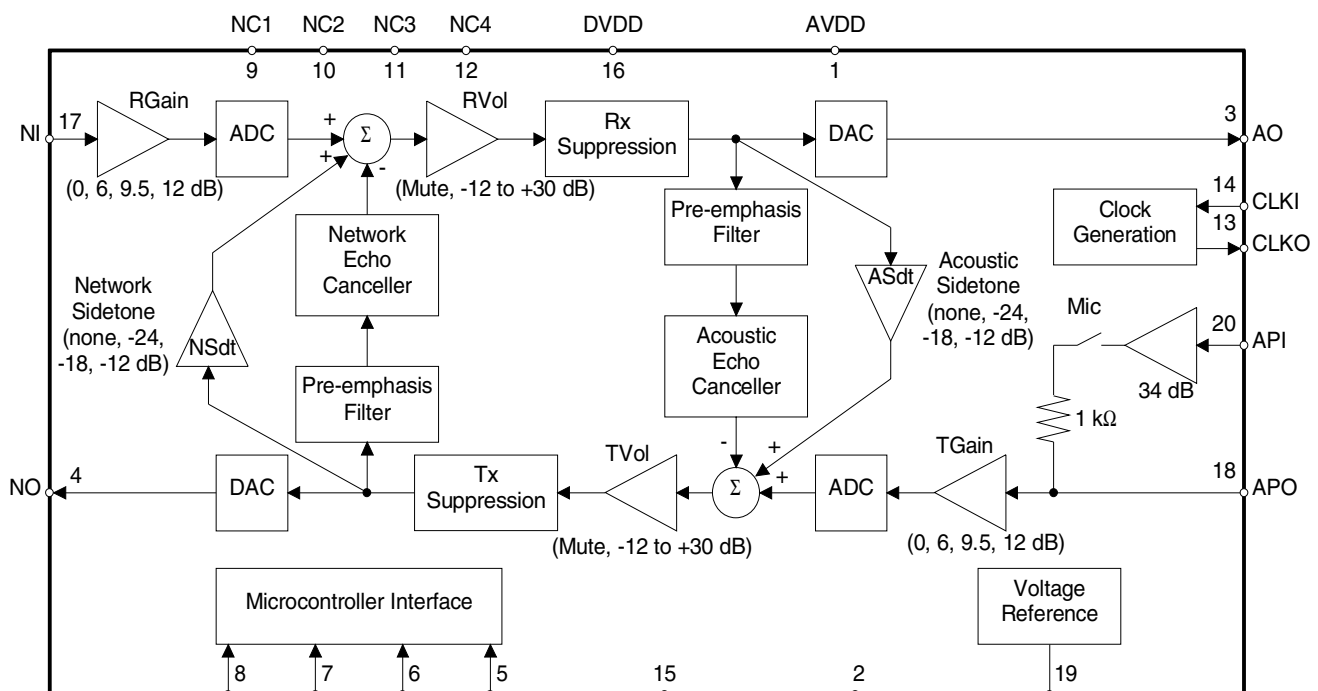 NC1 NC2 NC3 NC4 DVDD AVDD
9 10 11 12 16 1
NI 17
RGain
(0, 6, 9.5, 12 dB)
ADC
+
+
-
Σ
RVol
(Mute, -12 to +30 dB)
Rx
Suppression
DAC
3 AO
Clock
Generation
14 CLKI
13 CLKO
Network
Echo
Canceller
Pre-emphasis
Filter
Network
Sidetone
(none, -24,
-18, -12 dB)
NSdt
Pre-emphasis
Filter
Acoustic
Echo
Canceller
ASdt
Acoustic
Sidetone
(none, -24,
-18, -12 dB)
Mic
20 API
34 dB
1 kΩ
NO 4
DAC
Tx
Suppression
TVol
(Mute, -12 to +30 dB)
-
+
+
Σ
ADC
TGain
(0, 6, 9.5, 12 dB)
18 APO
Microcontroller Interface
Voltage
Reference
8 7 6 5 15 2 19